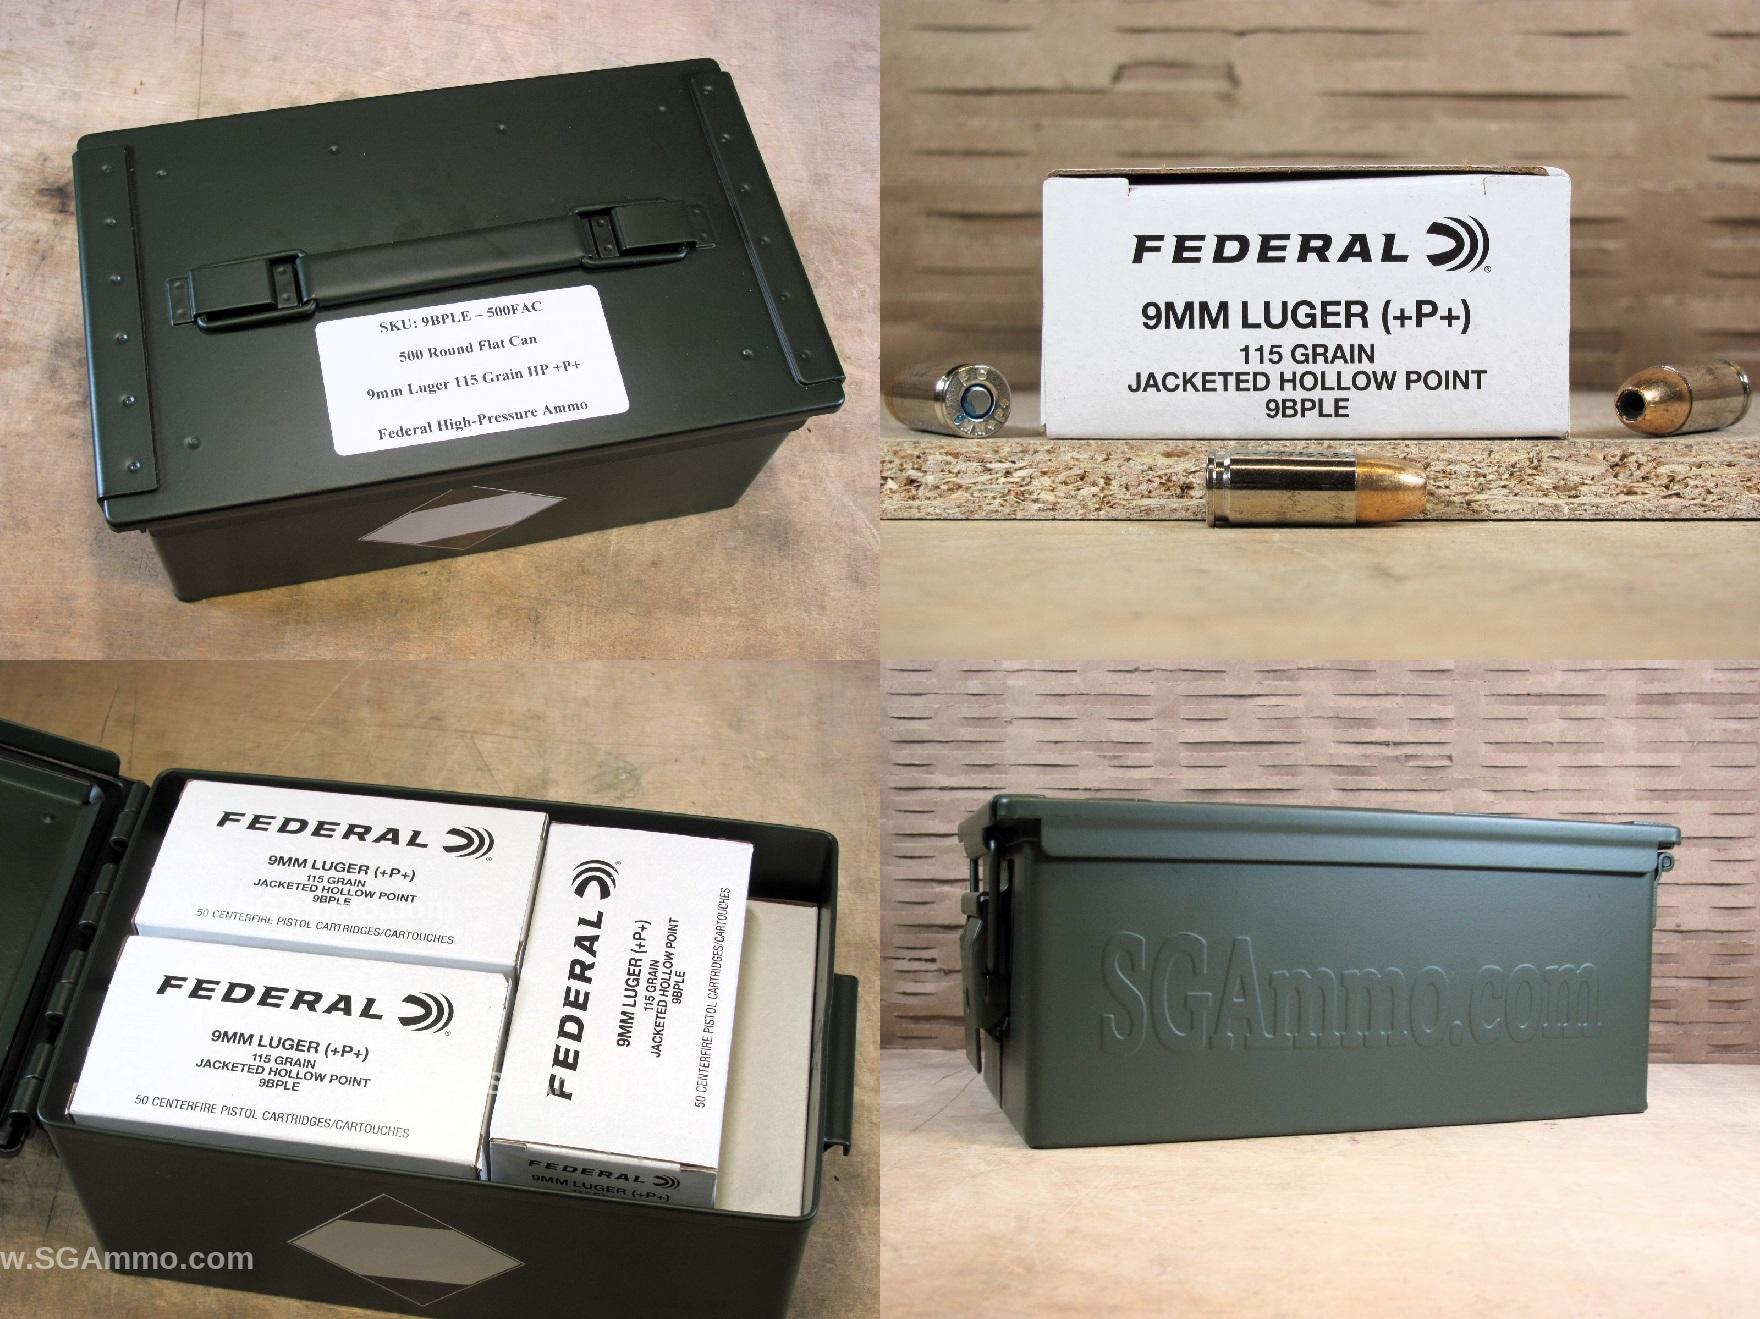 SKU: 9BPLE – 500FAC
500 Round Flat Can
9mm Luger 115 Grain HP +P+
Federal High-Pressure Ammo
FEDERAL
9MM LUGER (+P+)
115 GRAIN
JACKETED HOLLOW POINT
9BPLE
FEDERAL
9MM LUGER (+P+)
115 GRAIN
JACKETED HOLLOW POINT
9BPLE
50 CENTERFIRE PISTOL CARTRIDGES/CARTOUCHES
FEDERAL
9MM LUGER (+P+)
115 GRAIN
JACKETED HOLLOW POINT
9BPLE
50 CENTERFIRE PISTOL CARTRIDGES/CARTOUCHES
FEDERAL
9MM LUGER (+P+)
115 GRAIN
JACKETED HOLLOW POINT
9BPLE
50 CENTERFIRE PISTOL CARTRIDGES/CARTOUCHES
FEDERAL
9MM LUGER (+P+)
w.SGAmmo.com
SGAmmo.com